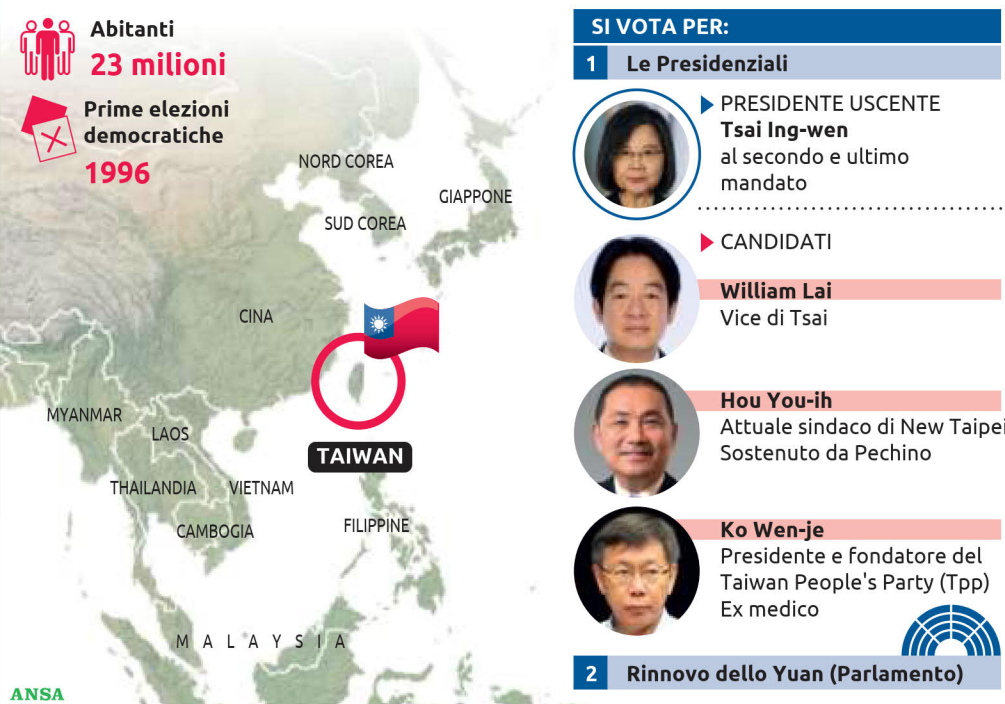 Abitanti
23 milioni
Prime elezioni
democratiche
1996
NORD COREA
GIAPPONE
SUD COREA
CINA
MYANMAR
LAOS
TAIWAN
THAILANDIA
VIETNAM
CAMBOGIA
FILIPPINE
MALAYSIA
ANSA
SI VOTA PER:
1 Le Presidenziali
PRESIDENTE USCENTE
Tsai Ing-wen
al secondo e ultimo
mandato
CANDIDATI
William Lai
Vice di Tsai
Hou You-ih
Attuale sindaco di New Taipei
Sostenuto da Pechino
Ko Wen-je
Presidente e fondatore del
Taiwan People's Party (Tpp)
Ex medico
2 Rinnovo dello Yuan (Parlamento)